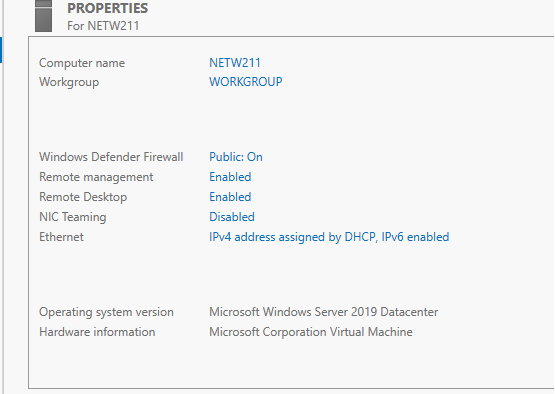 PROPERTIES
For NETW211
Computer name NETW211
Workgroup WORKGROUP
Windows Defender Firewall Public: On
Remote management Enabled
Remote Desktop Enabled
NIC Teaming Disabled
Ethernet IPv4 address assigned by DHCP, IPv6 enabled
Operating system version Microsoft Windows Server 2019 Datacenter
Hardware information Microsoft Corporation Virtual Machine